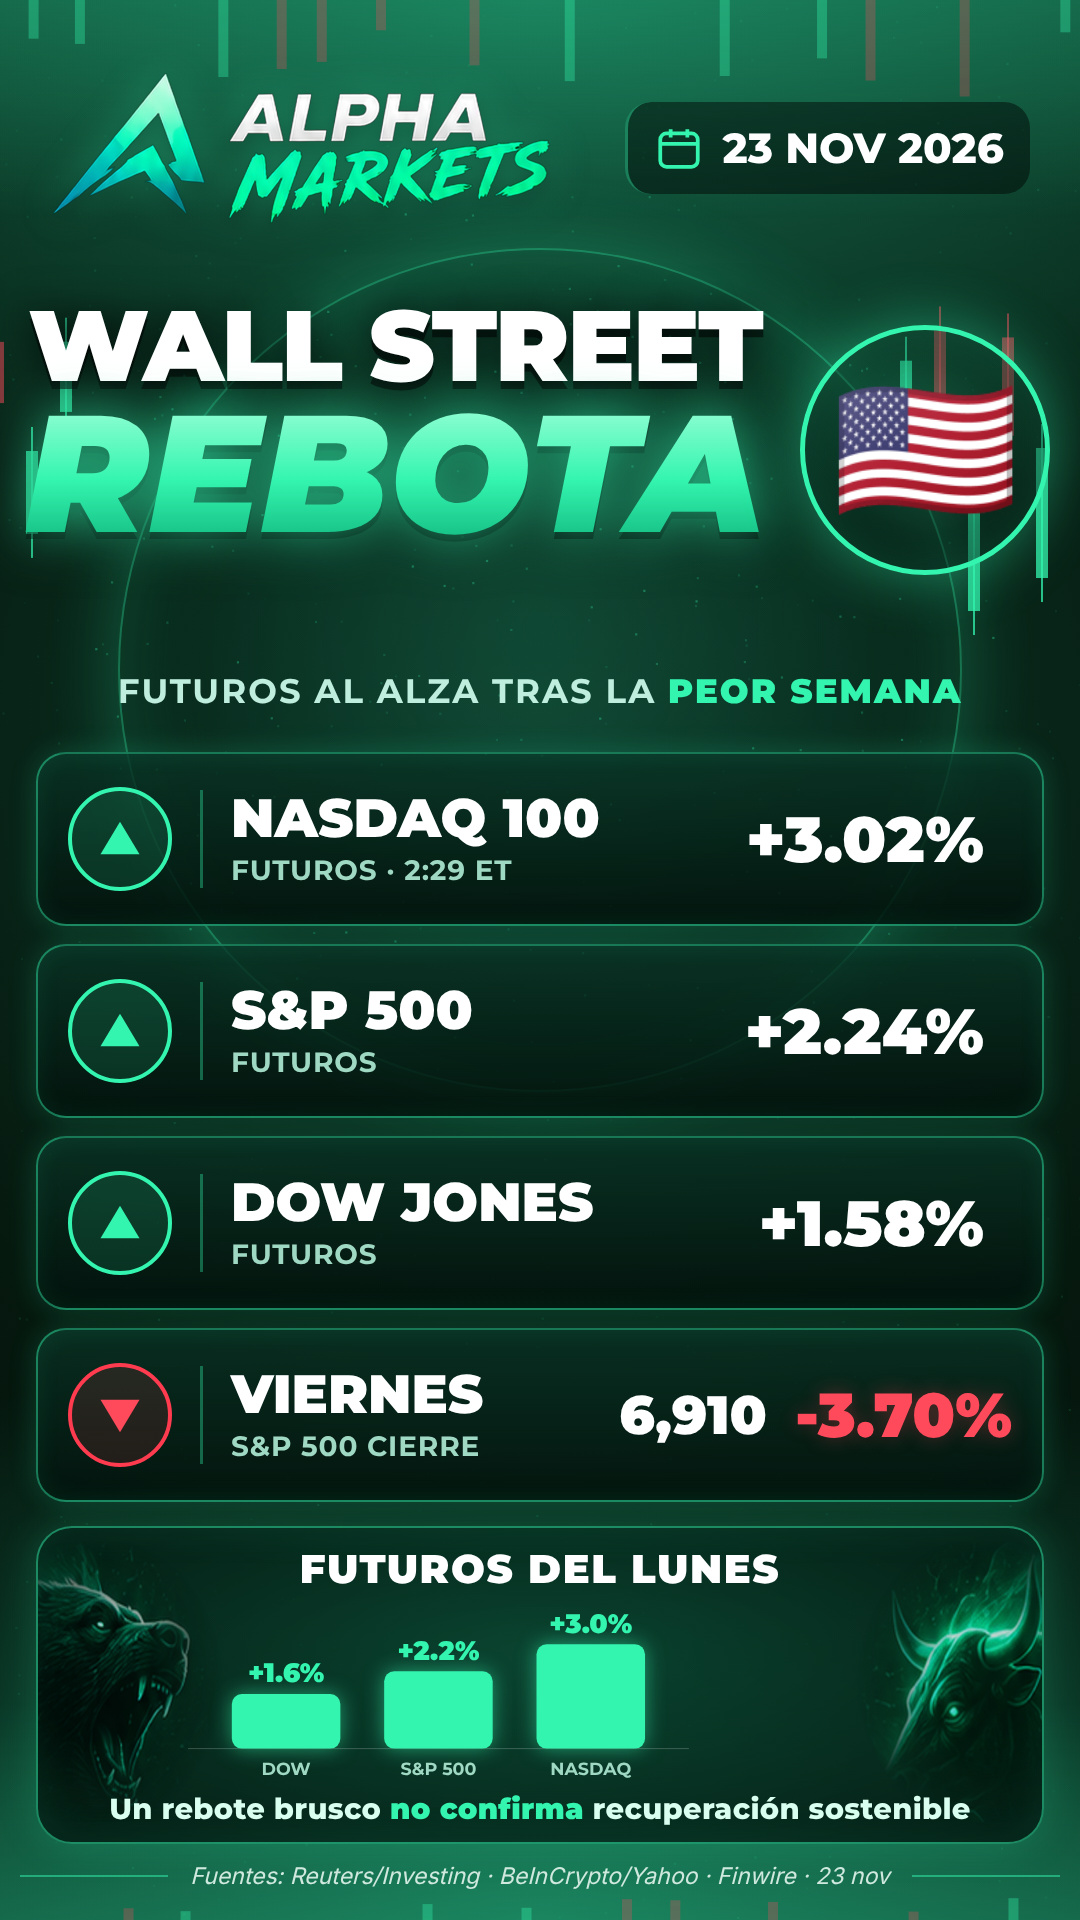 ALPHA
MARKETS
23 NOV 2026
WALL STREET
REBOTA
FUTUROS AL ALZA TRAS LA PEOR SEMANA
NASDAQ 100
FUTUROS · 2:29 ET
+3.02%
S&P 500
FUTUROS
+2.24%
DOW JONES
FUTUROS
+1.58%
VIERNES
S&P 500 CIERRE
6,910 -3.70%
FUTUROS DEL LUNES
+1.6%
+2.2%
+3.0%
DOW
S&P 500
NASDAQ
Un rebote brusco no confirma recuperación sostenible
Fuentes: Reuters/Investing · BeInCrypto/Yahoo · Finwire · 23 nov